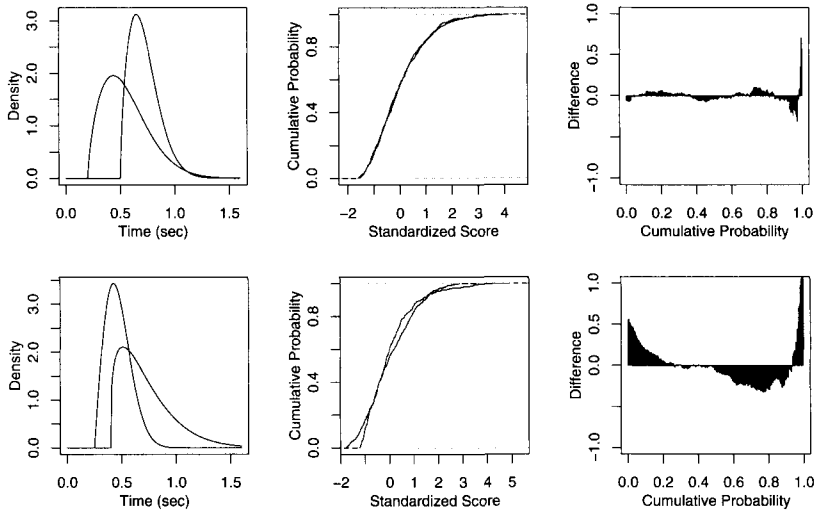 Density
0.0 1.0 2.0 3.0
0.0 0.5 1.0 1.5
Time (sec)
Cumulative Probability
0 0.4 0.8
−2 0 1 2 3 4
Standardized Score
Difference
−1.0 0.0 0.5 1.0
0.0 0.2 0.4 0.6 0.8 1.0
Cumulative Probability
Density
0.0 1.0 2.0 3.0
0.0 0.5 1.0 1.5
Time (sec)
Cumulative Probability
0 0.4 0.8
−2 0 1 2 3 4 5
Standardized Score
Difference
−1.0 0.0 0.5 1.0
0.0 0.2 0.4 0.6 0.8 1.0
Cumulative Probability